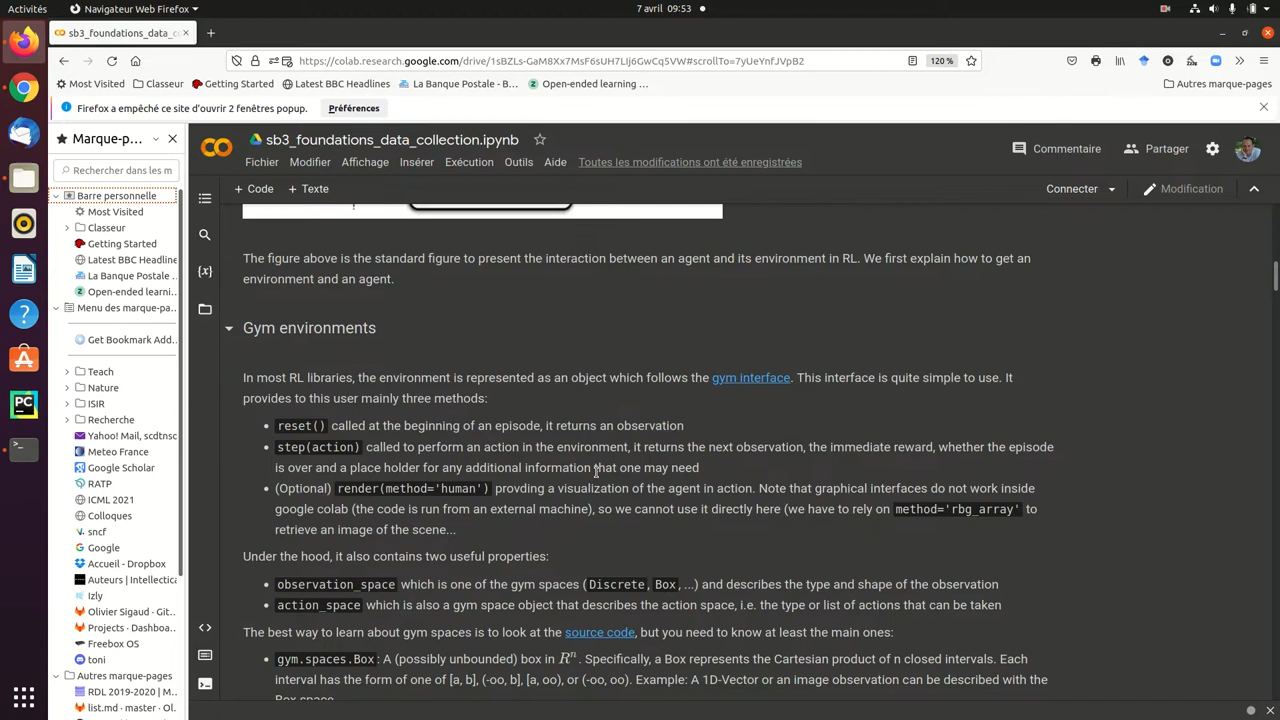 Activités
Navigateur Web Firefox
7 avril 09:53
sb3_foundations_data_co
https://colab.research.google.com/drive/1sBZLs-GaM8Xx7MsF6sUH7LIj6GwCq5VW#scrollTo=7yUeYnfJVpB2
120 %
Most Visited
Classeur
Getting Started
Latest BBC Headlines
La Banque Postale - B…
Open-ended learning …
Autres marque-pages
Firefox a empêché ce site d'ouvrir 2 fenêtres popup.
Préférences
Marque-p…
Rechercher dans les m
Barre personnelle
Most Visited
Classeur
Getting Started
Latest BBC Headline
La Banque Postale
Open-ended learni…
Menu des marque-pa…
Get Bookmark Add…
Teach
Nature
ISIR
Recherche
Yahoo! Mail, scdtnsc
Meteo France
Google Scholar
RATP
ICML 2021
Colloques
sncf
Google
Accueil - Dropbox
Auteurs | Intellectica
Izly
Olivier Sigaud · Git…
Projects · Dashboa…
Freebox OS
toni
Autres marque-pages
RDL 2019-2020 | M
list.md · master · Ol
sb3_foundations_data_collection.ipynb
Fichier
Modifier
Affichage
Insérer
Exécution
Outils
Aide
Toutes les modifications ont été enregistrées
Commentaire
Partager
+ Code
+ Texte
Connecter
Modification
The figure above is the standard figure to present the interaction between an agent and its environment in RL. We first explain how to get an
environment and an agent.
Gym environments
In most RL libraries, the environment is represented as an object which follows the gym interface. This interface is quite simple to use. It
provides to this user mainly three methods:
• reset() called at the beginning of an episode, it returns an observation
• step(action) called to perform an action in the environment, it returns the next observation, the immediate reward, whether the episode
is over and a place holder for any additional information that one may need
• (Optional) render(method='human') provding a visualization of the agent in action. Note that graphical interfaces do not work inside
google colab (the code is run from an external machine), so we cannot use it directly here (we have to rely on method='rbg_array' to
retrieve an image of the scene...
Under the hood, it also contains two useful properties:
• observation_space which is one of the gym spaces (Discrete, Box, ...) and describes the type and shape of the observation
• action_space which is also a gym space object that describes the action space, i.e. the type or list of actions that can be taken
The best way to learn about gym spaces is to look at the source code, but you need to know at least the main ones:
• gym.spaces.Box: A (possibly unbounded) box in Rⁿ. Specifically, a Box represents the Cartesian product of n closed intervals. Each
interval has the form of one of [a, b], (-oo, b], [a, oo), or (-oo, oo). Example: A 1D-Vector or an image observation can be described with the
Box space.